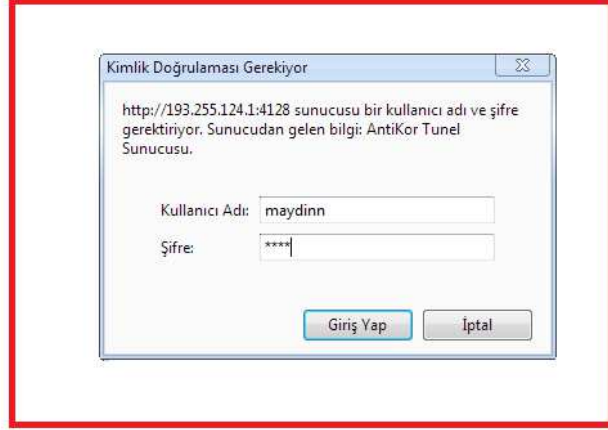 Kimlik Doğrulaması Gerekiyor
http://193.255.124.1:4128 sunucusu bir kullanıcı adı ve şifre
gerektiriyor. Sunucudan gelen bilgi: AntiKor Tunel
Sunucusu.
Kullanıcı Adı: maydinn
Şifre: ****
Giriş Yap İptal